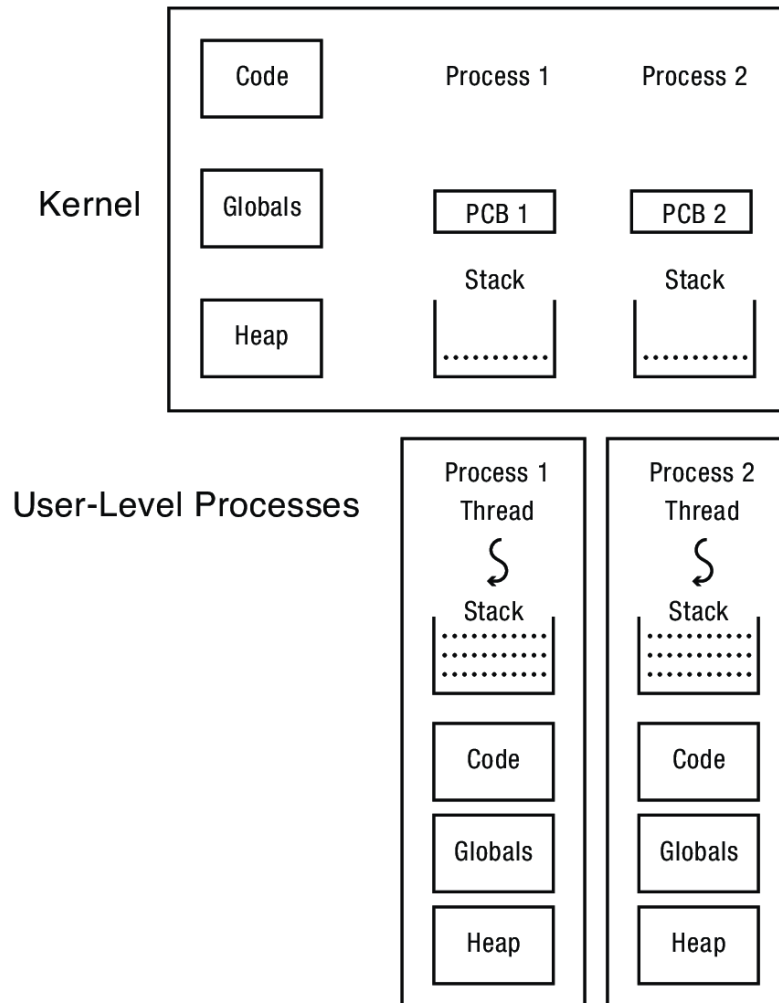 Code
Process 1
Process 2
Kernel
Globals
PCB 1
PCB 2
Stack
Stack
Heap
User-Level Processes
Process 1
Thread
Stack
Code
Globals
Heap
Process 2
Thread
Stack
Code
Globals
Heap